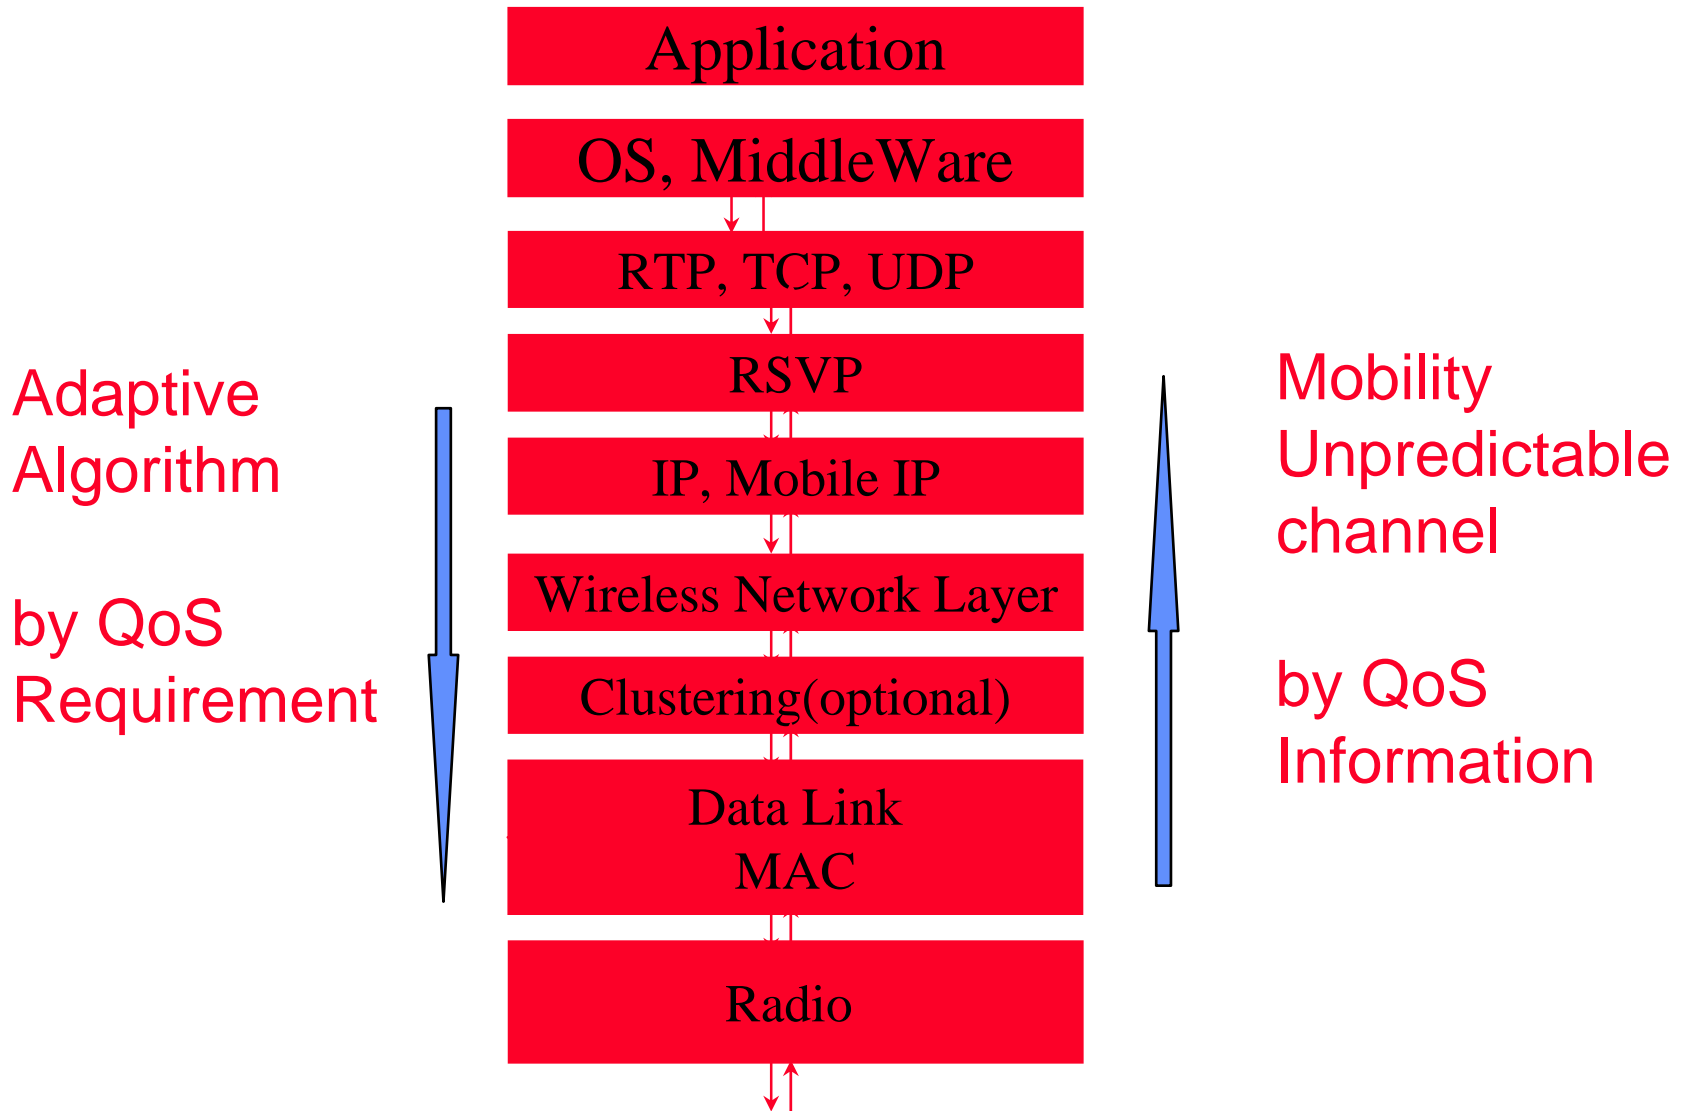 Application
OS, MiddleWare
RTP, TCP, UDP
RSVP
IP, Mobile IP
Wireless Network Layer
Clustering(optional)
Data Link
MAC
Radio
Adaptive
Algorithm
by QoS
Requirement
Mobility
Unpredictable
channel
by QoS
Information